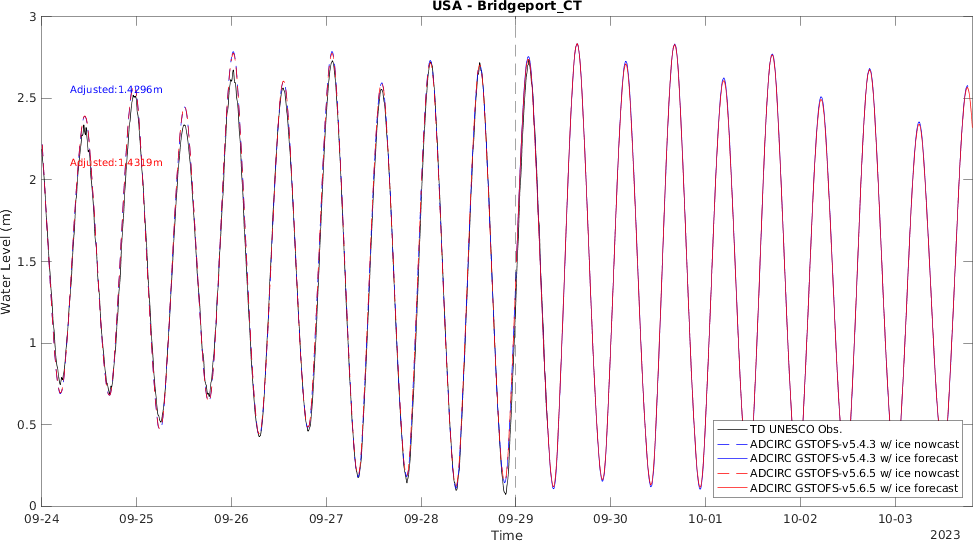 USA - Bridgeport_CT
3
2.5
2
1.5
1
0.5
0
Water Level (m)
Adjusted:1.4296m
Adjusted:1.4319m
TD UNESCO Obs.
ADCIRC GSTOFS-v5.4.3 w/ ice nowcast
ADCIRC GSTOFS-v5.4.3 w/ ice forecast
ADCIRC GSTOFS-v5.6.5 w/ ice nowcast
ADCIRC GSTOFS-v5.6.5 w/ ice forecast
09-24 09-25 09-26 09-27 09-28 09-29 09-30 10-01 10-02 10-03
Time
2023